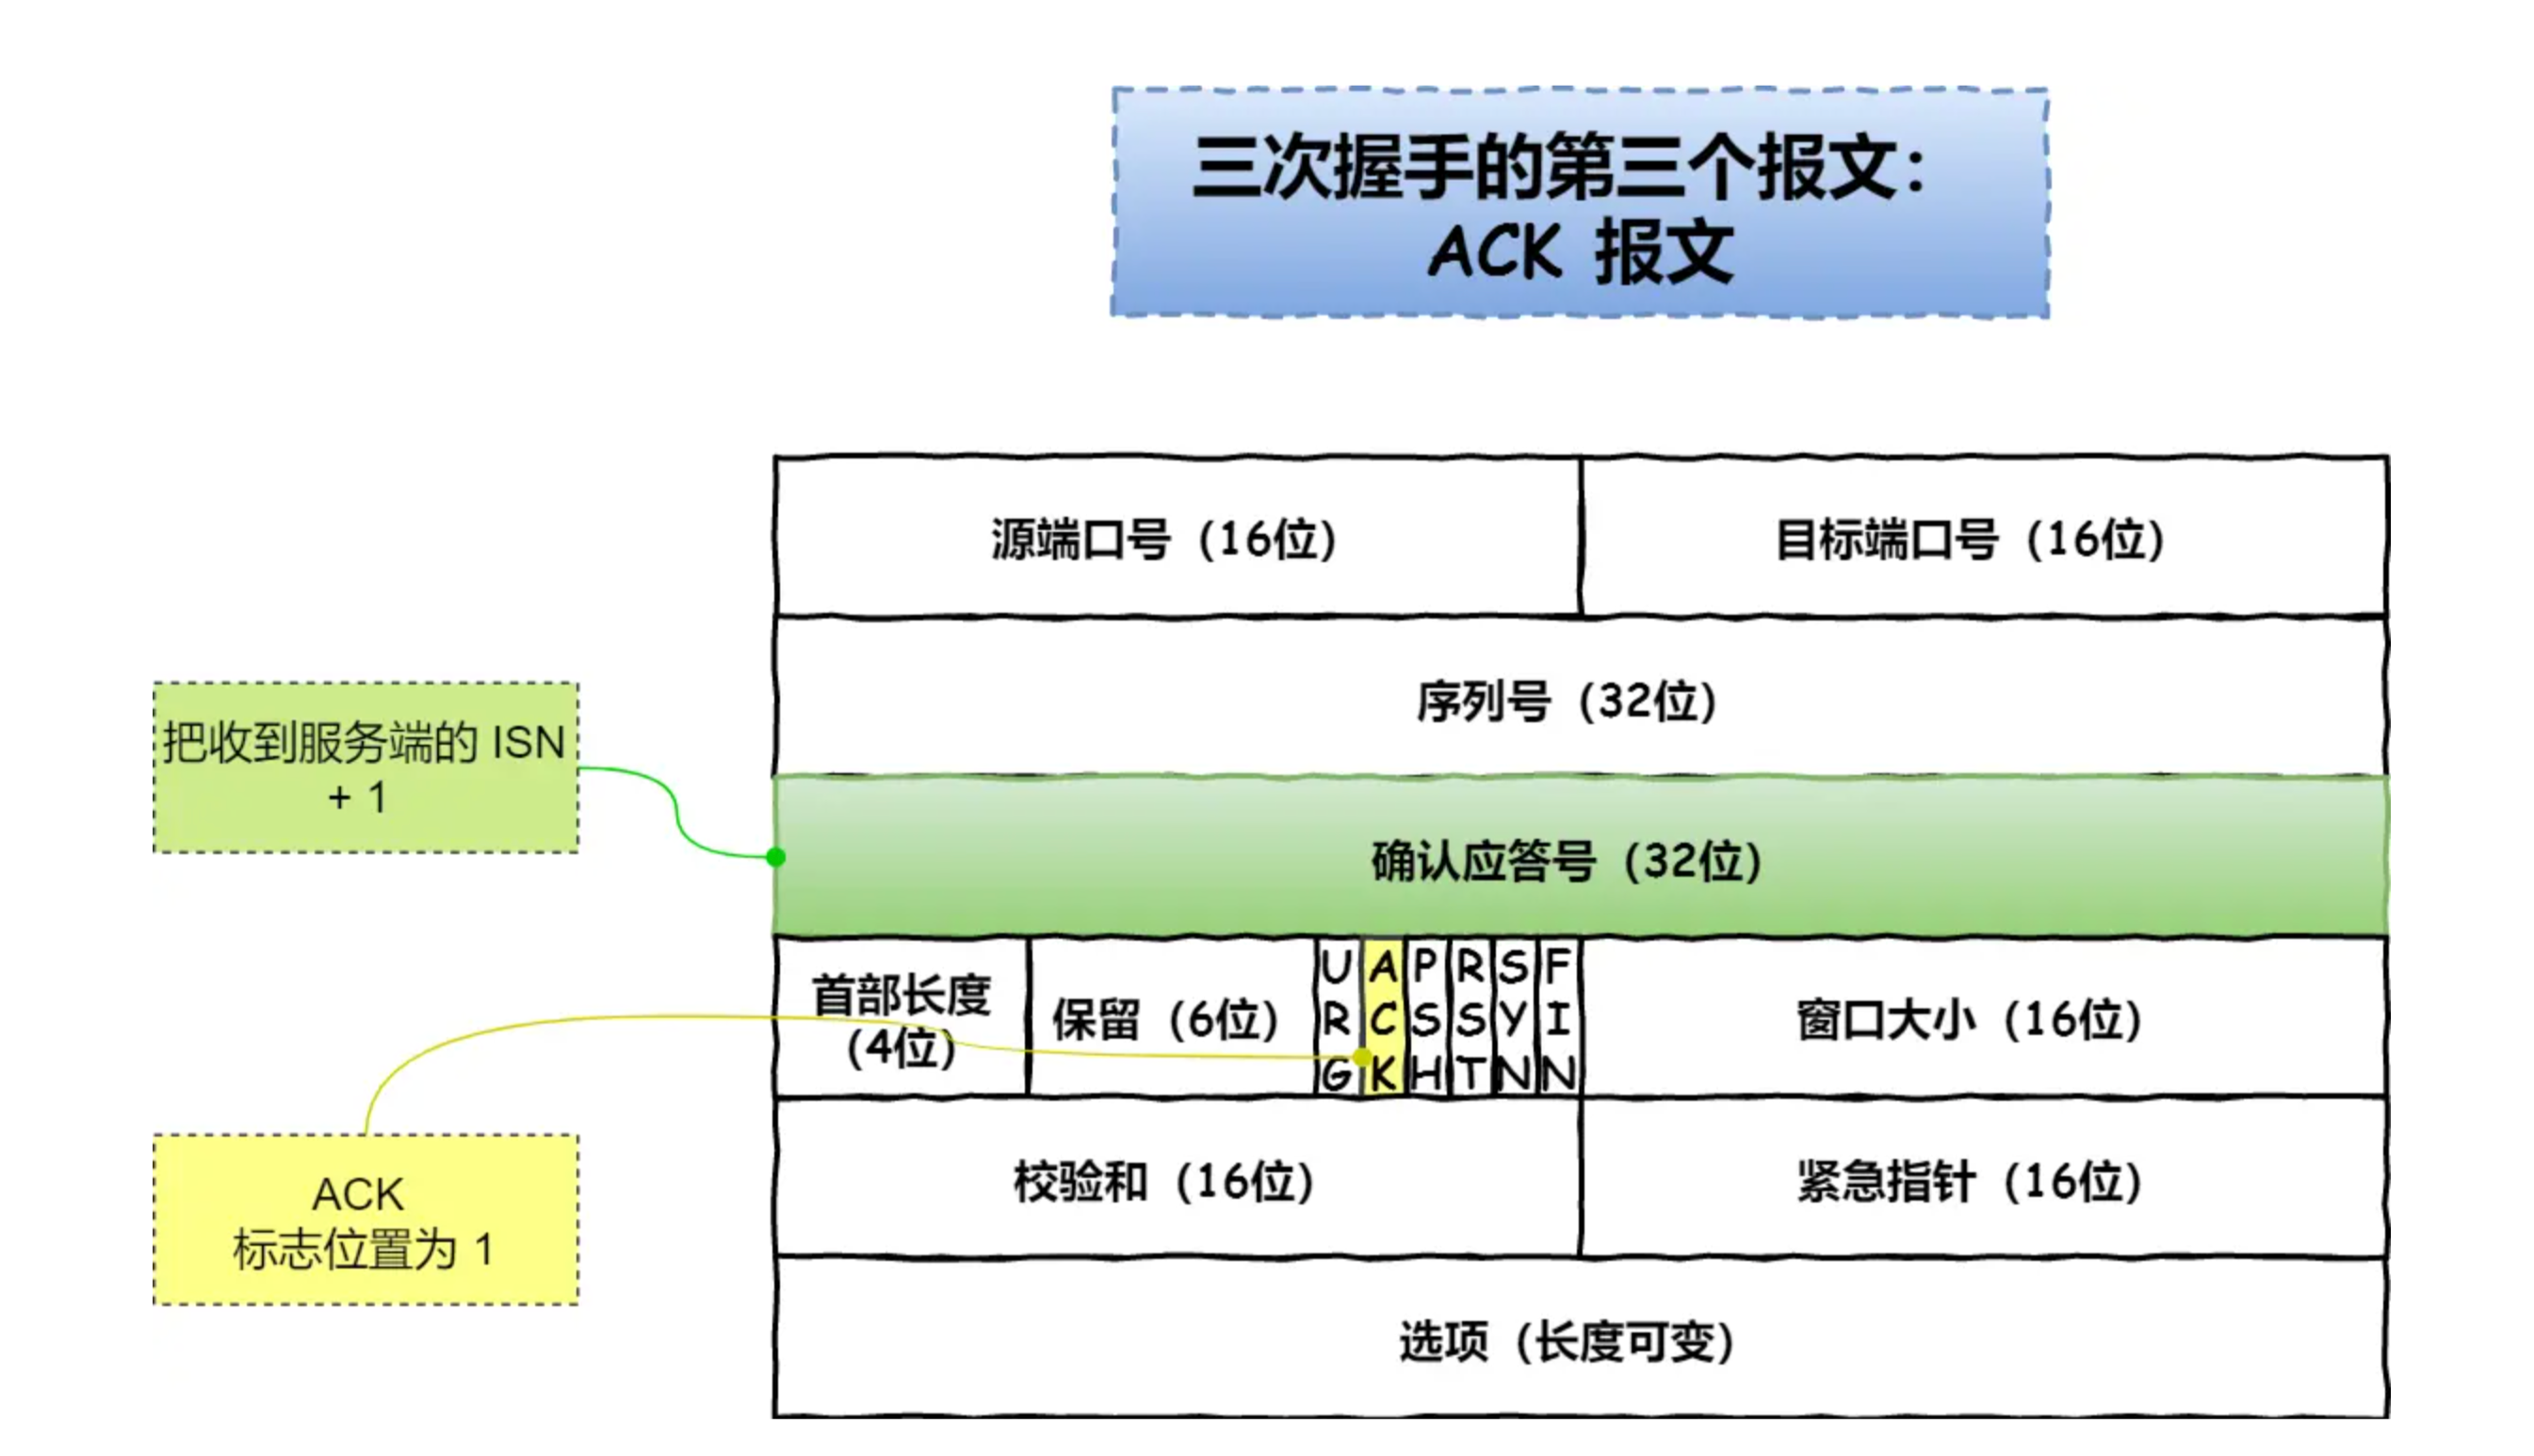 三次握手的第三个报文：
ACK 报文
源端口号（16位）
目标端口号（16位）
序列号（32位）
把收到服务端的 ISN
+ 1
确认应答号（32位）
首部长度
（4位）
保留（6位）
URG
ACK
PSH
RST
SYN
FIN
窗口大小（16位）
ACK
标志位置为 1
校验和（16位）
紧急指针（16位）
选项（长度可变）